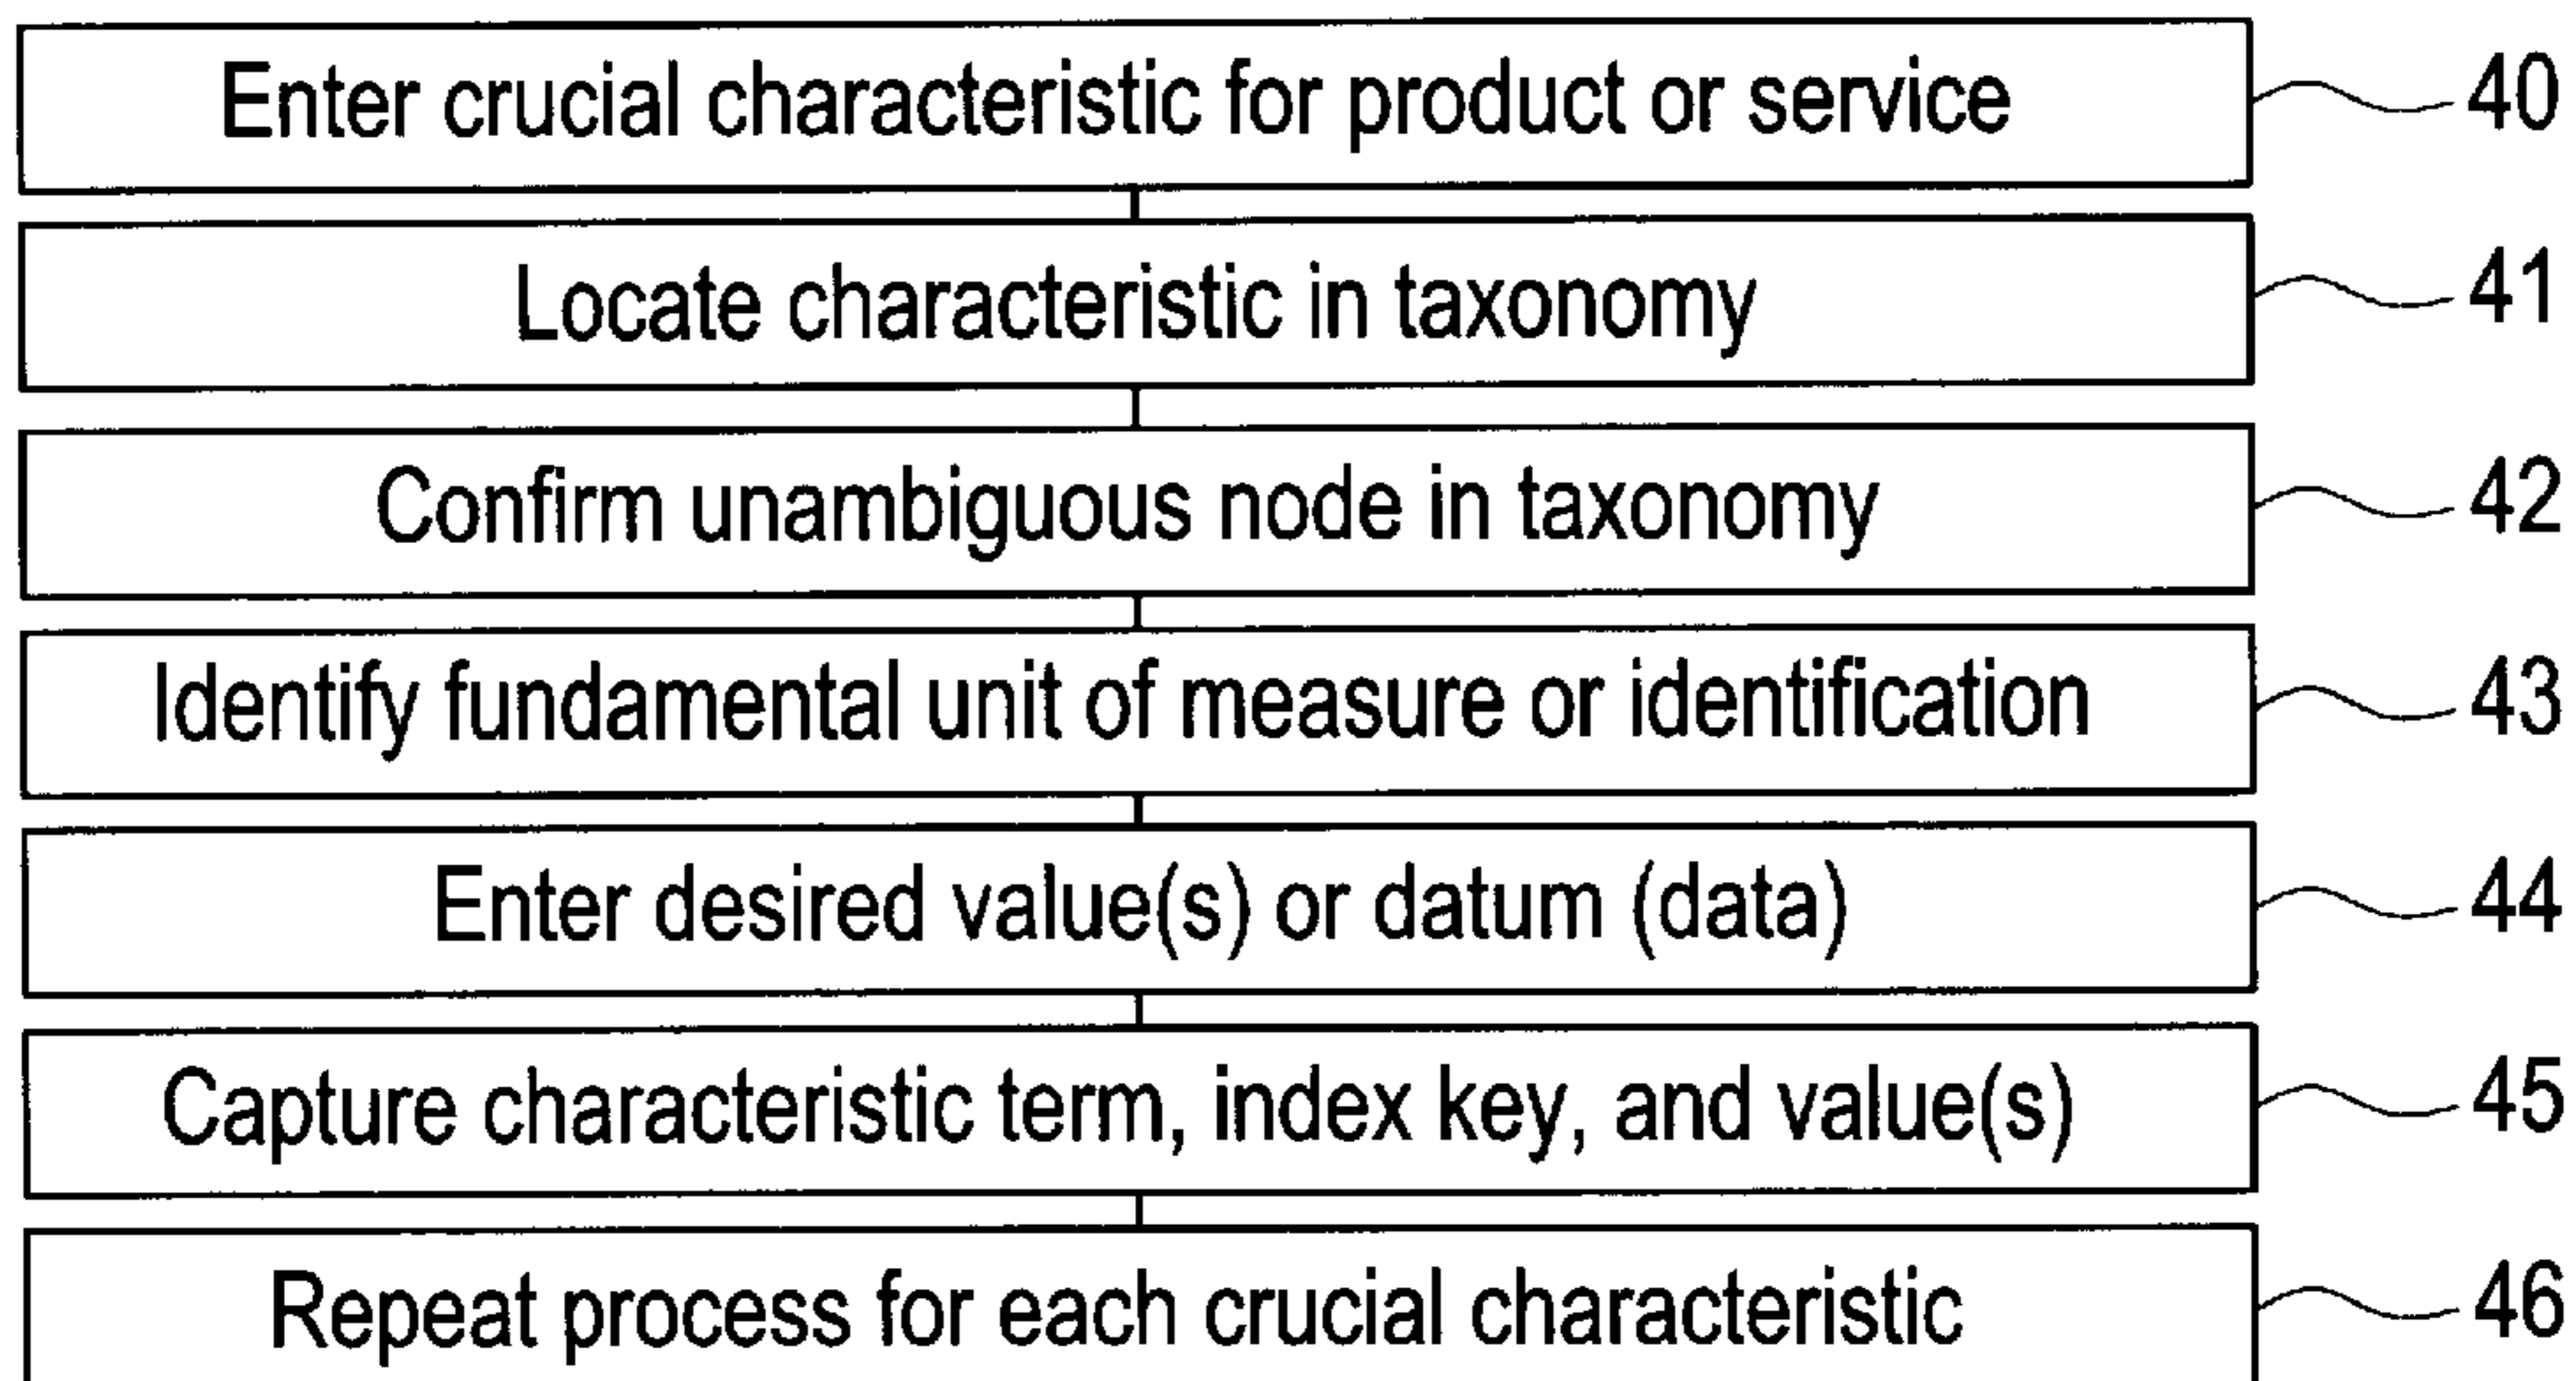 Enter crucial characteristic for product or service 40
Locate characteristic in taxonomy 41
Confirm unambiguous node in taxonomy 42
Identify fundamental unit of measure or identification 43
Enter desired value(s) or datum (data) 44
Capture characteristic term, index key, and value(s) 45
Repeat process for each crucial characteristic 46